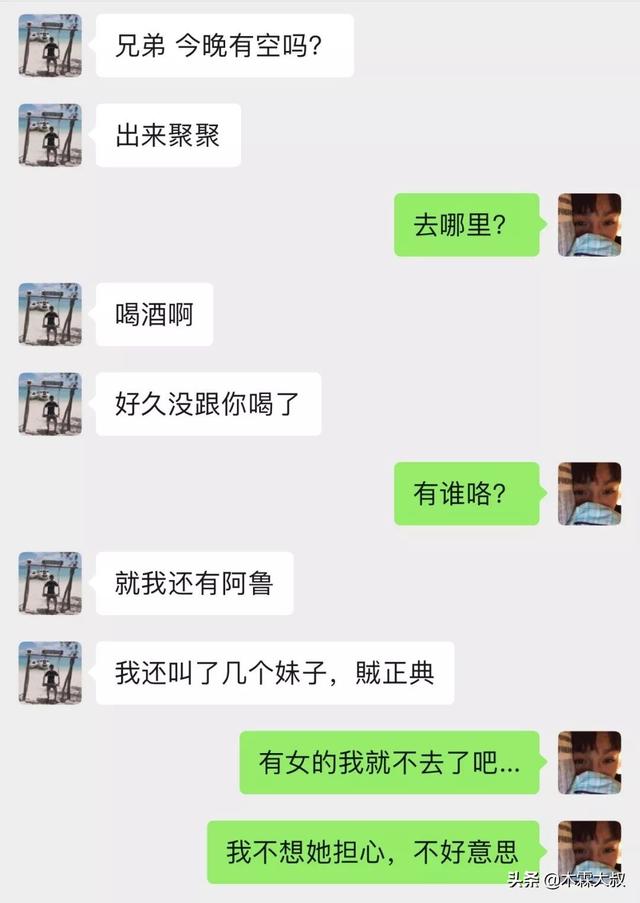 兄弟 今晚有空吗？
出来聚聚
去哪里？
喝酒啊
好久没跟你喝了
有谁咯？
就我还有阿鲁
我还叫了几个妹子，賊正典
有女的我就不去了吧...
我不想她担心，不好意思
头条 @木霖大叔